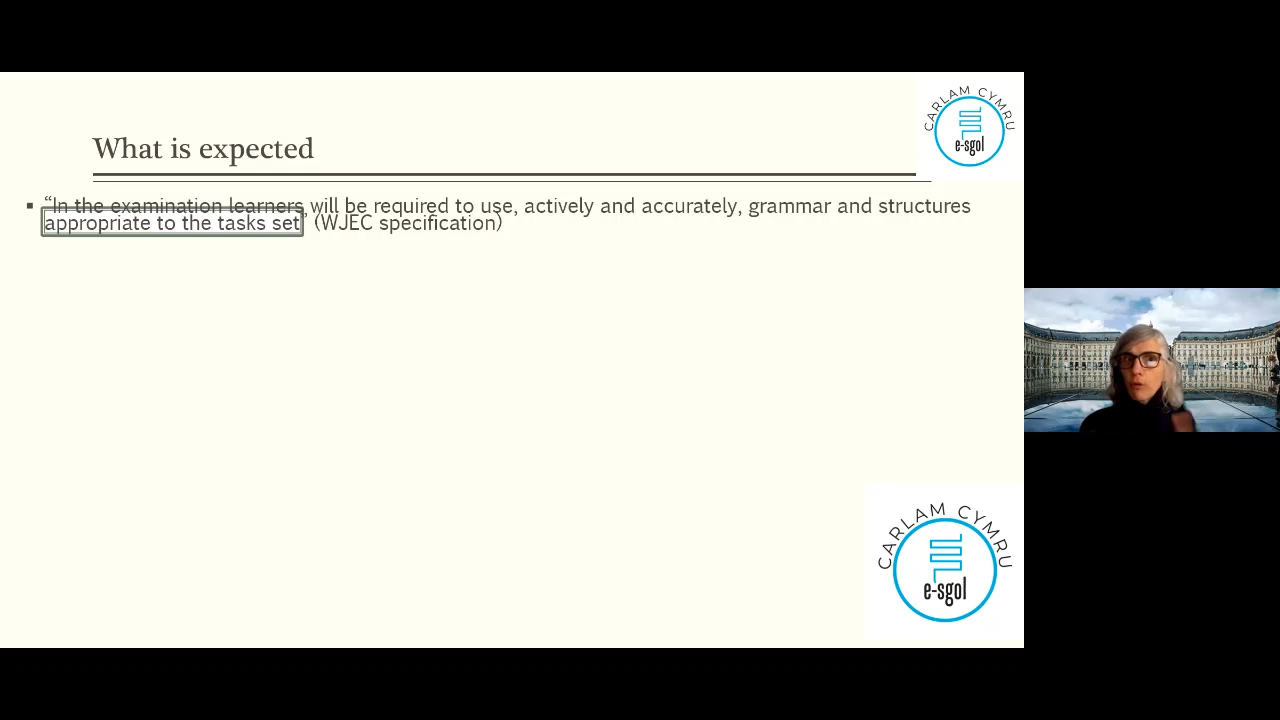 CARLAM CYMRU
e-sgol
What is expected
▪ “In the examination learners will be required to use, actively and accurately, grammar and structures
appropriate to the tasks set (WJEC specification)
CARLAM CYMRU
e-sgol